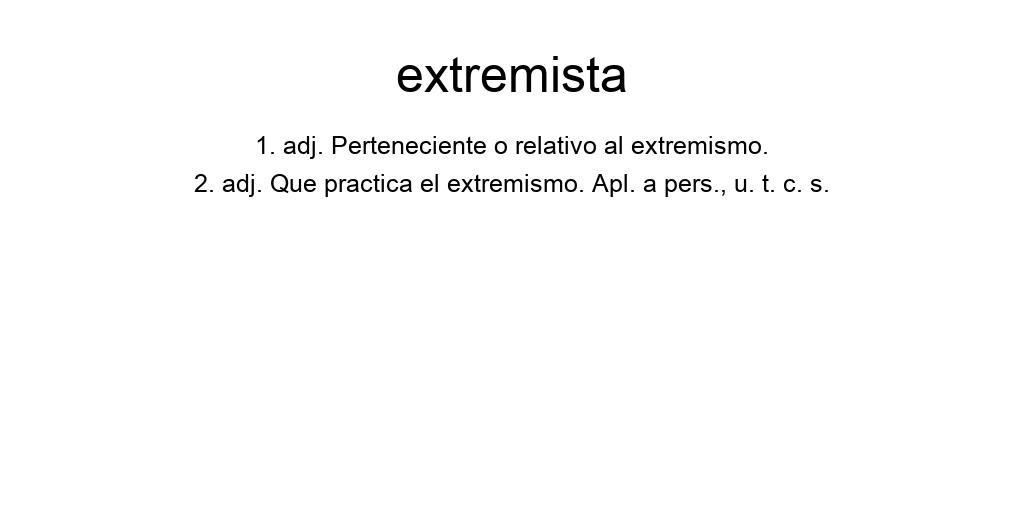 extremista
1. adj. Perteneciente o relativo al extremismo.
2. adj. Que practica el extremismo. Apl. a pers., u. t. c. s.